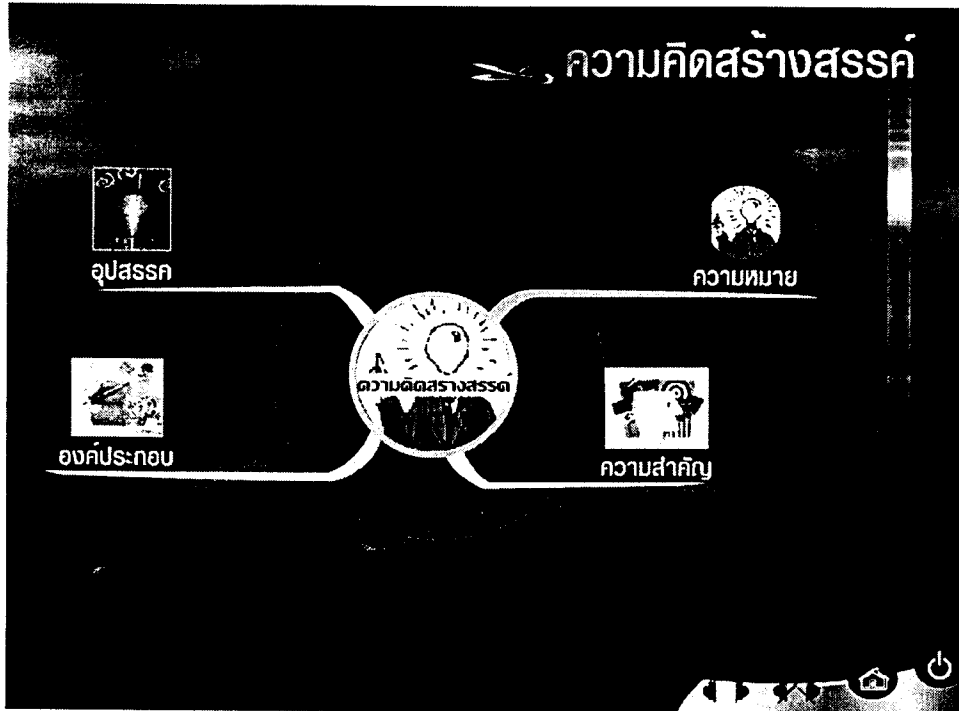 ความคิดสร้างสรรค์
อุปสรรค
ความหมาย
ความคิดสร้างสรรค์
องค์ประกอบ
ความสำคัญ